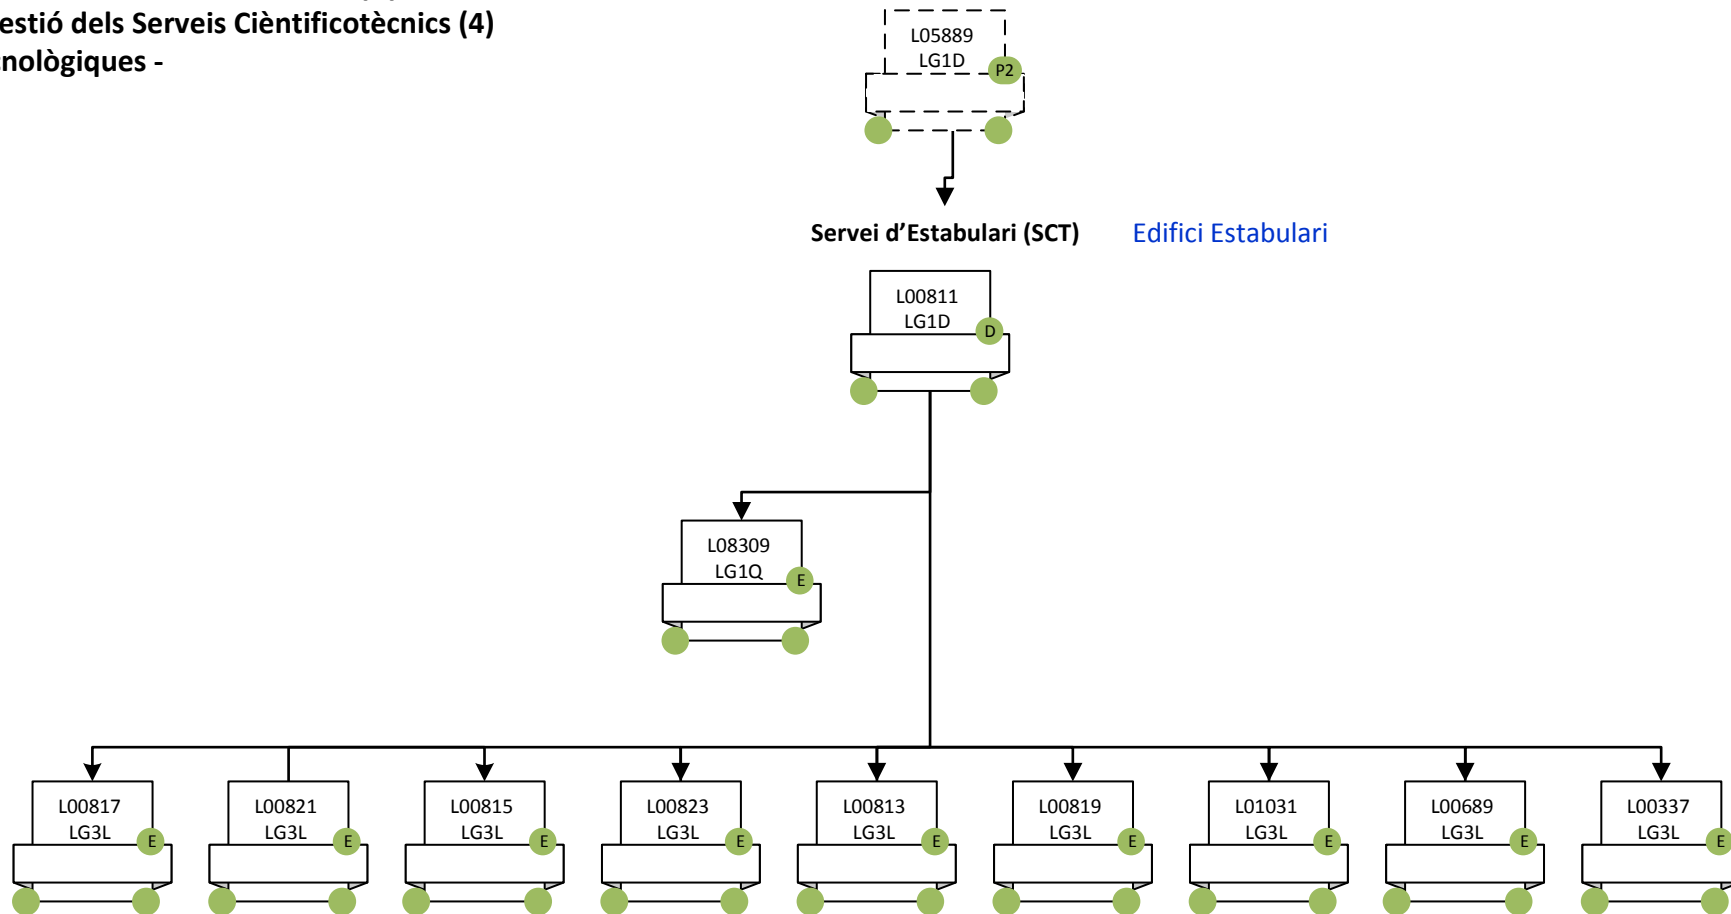 estió dels Serveis Cièntificotècnics (4)
cnològiques -
L05889
LG1D
P2
Servei d’Estabulari (SCT)
Edifici Estabulari
L00811
LG1D
D
L08309
LG1Q
E
L00817
LG3L
E
L00821
LG3L
E
L00815
LG3L
E
L00823
LG3L
E
L00813
LG3L
E
L00819
LG3L
E
L01031
LG3L
E
L00689
LG3L
E
L00337
LG3L
E